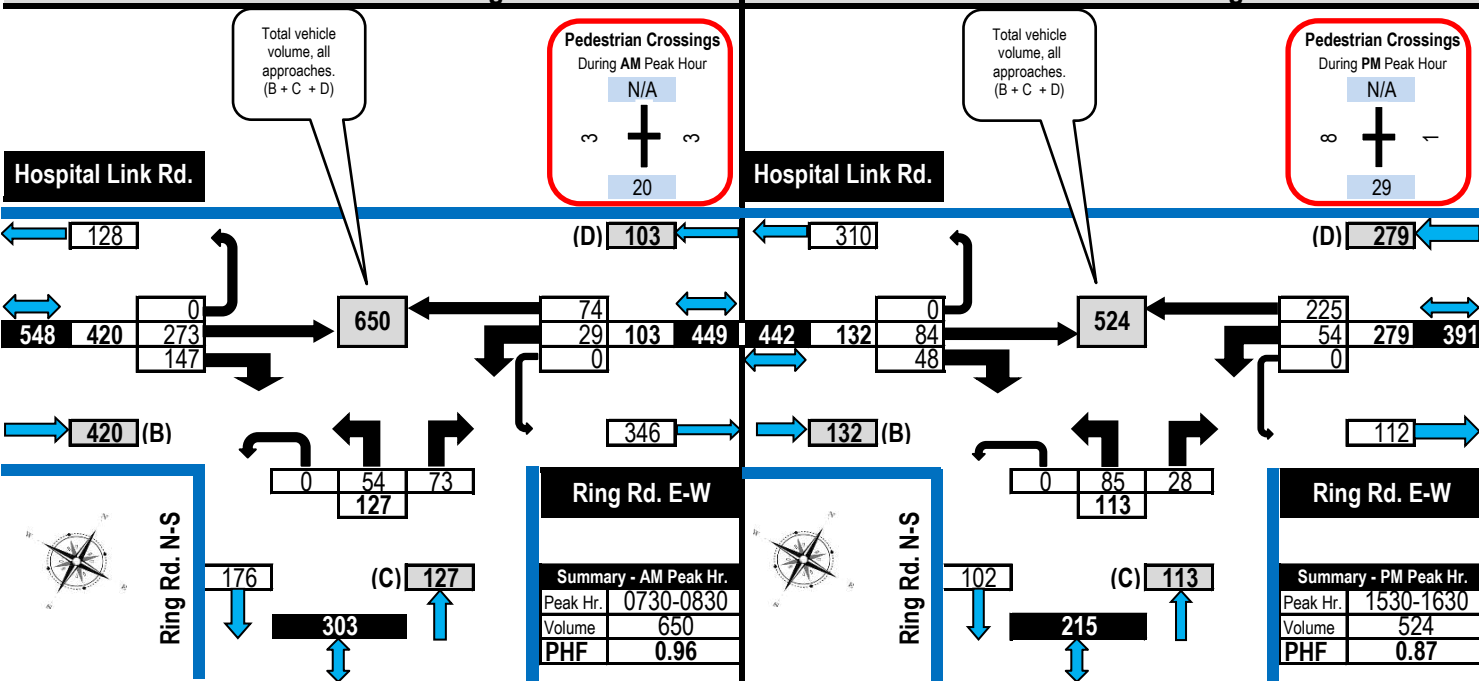 Total vehicle
volume, all
approaches.
(B + C + D)
Pedestrian Crossings
During AM Peak Hour
N/A
3
3
20
Hospital Link Rd.
128
(D) 103
0
74
650
548 420 273
29 103 449
147
0
420 (B)
346
0 54 73
127
Ring Rd. E-W
Ring Rd. N-S
176
(C) 127
303
Summary - AM Peak Hr.
Peak Hr. 0730-0830
Volume 650
PHF 0.96
Total vehicle
volume, all
approaches.
(B + C + D)
Pedestrian Crossings
During PM Peak Hour
N/A
8
1
29
Hospital Link Rd.
310
(D) 279
0
225
524
442 132 84
54 279 391
48
0
132 (B)
112
0 85 28
113
Ring Rd. E-W
Ring Rd. N-S
102
(C) 113
215
Summary - PM Peak Hr.
Peak Hr. 1530-1630
Volume 524
PHF 0.87